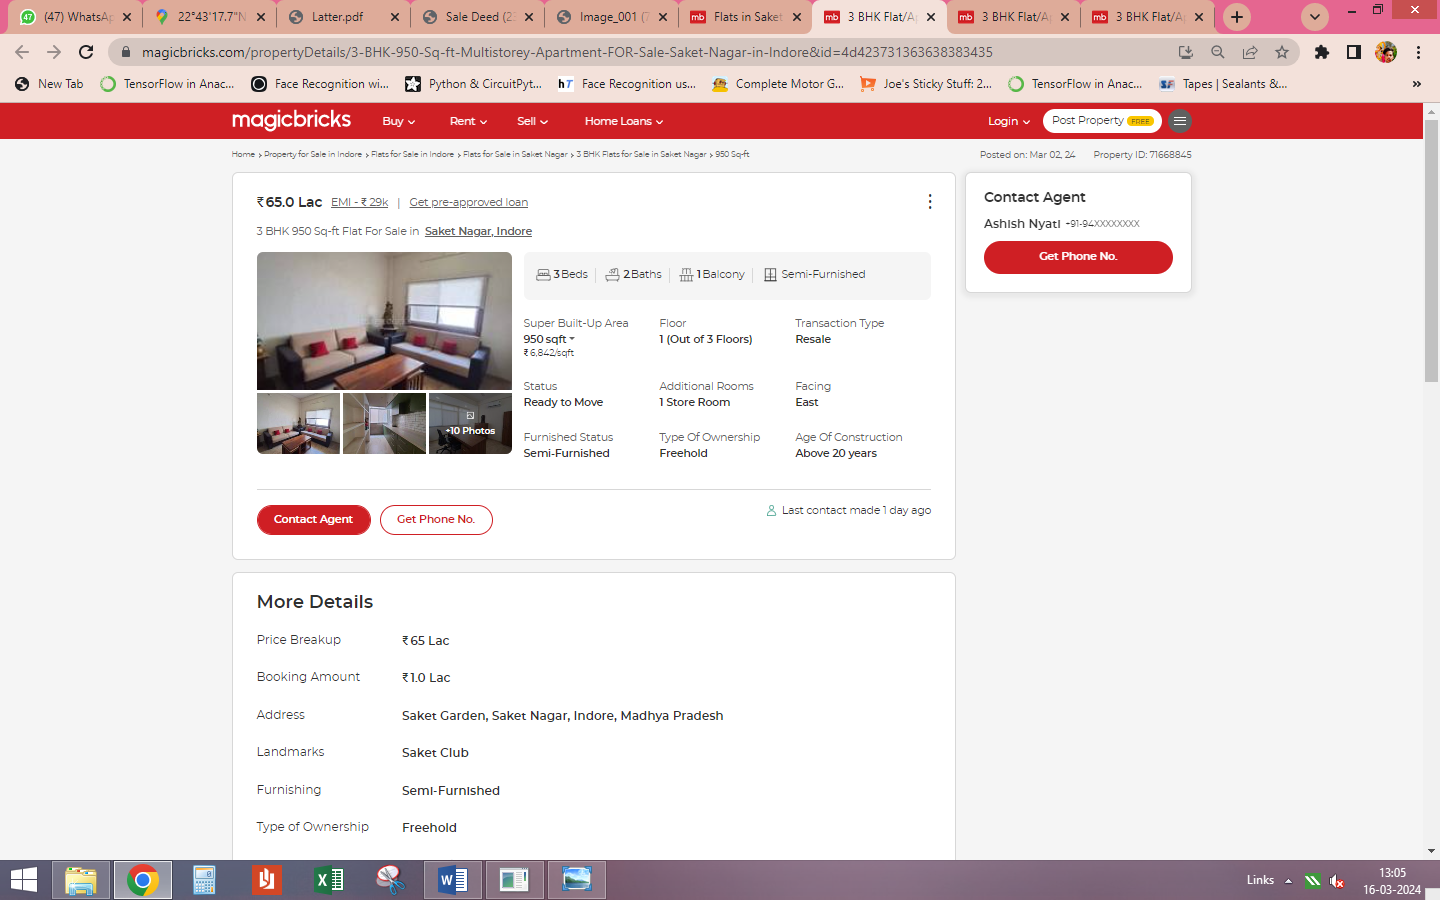 (47) WhatsAp
22°43'17.7"N
Latter.pdf
Sale Deed (23
Image_001 (7
Flats in Saket
3 BHK Flat/Ap
3 BHK Flat/Ap
3 BHK Flat/Ap
magicbricks.com/propertyDetails/3-BHK-950-Sq-ft-Multistorey-Apartment-FOR-Sale-Saket-Nagar-in-Indore&id=4d423731363638383435
New Tab
TensorFlow in Anac...
Face Recognition wi...
Python & CircuitPyt...
Face Recognition us...
Complete Motor G...
Joe's Sticky Stuff: 2...
TensorFlow in Anac...
Tapes | Sealants &...
magicbricks Buy Rent Sell Home Loans Login Post Property FREE
Home > Property for Sale in Indore > Flats for Sale in Indore > Flats for Sale in Saket Nagar > 3 BHK Flats for Sale in Saket Nagar > 950 Sq-ft
Posted on: Mar 02, 24 Property ID: 71668845
₹65.0 Lac EMI - ₹ 29k | Get pre-approved loan
3 BHK 950 Sq-ft Flat For Sale in Saket Nagar, Indore
3 Beds 2 Baths 1 Balcony Semi-Furnished
Super Built-Up Area
950 sqft
₹ 6,842/sqft
Floor
1 (Out of 3 Floors)
Transaction Type
Resale
Status
Ready to Move
Additional Rooms
1 Store Room
Facing
East
Furnished Status
Semi-Furnished
Type Of Ownership
Freehold
Age Of Construction
Above 20 years
+10 Photos
Contact Agent
Get Phone No.
Last contact made 1 day ago
Contact Agent
Ashish Nyati +91-94XXXXXXXX
Get Phone No.
More Details
Price Breakup ₹65 Lac
Booking Amount ₹1.0 Lac
Address Saket Garden, Saket Nagar, Indore, Madhya Pradesh
Landmarks Saket Club
Furnishing Semi-Furnished
Type of Ownership Freehold
Links
13:05
16-03-2024